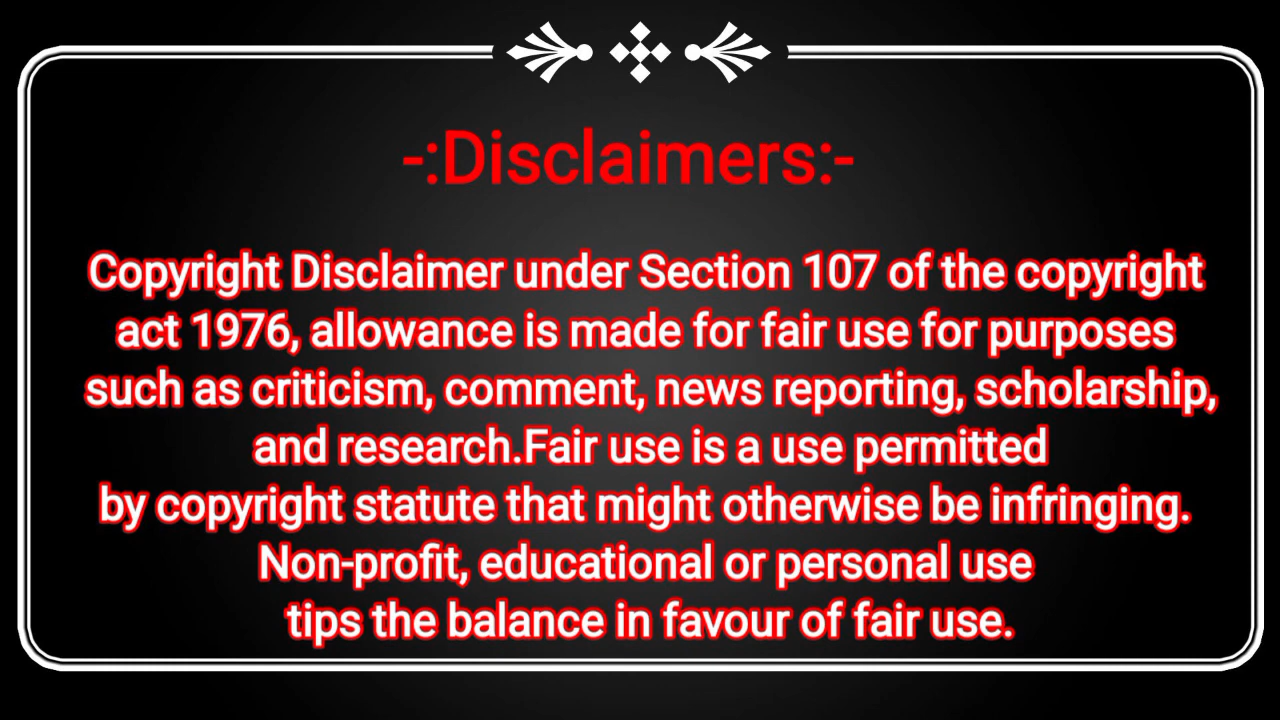 -:Disclaimers:-
Copyright Disclaimer under Section 107 of the copyright
act 1976, allowance is made for fair use for purposes
such as criticism, comment, news reporting, scholarship,
and research.Fair use is a use permitted
by copyright statute that might otherwise be infringing.
Non-profit, educational or personal use
tips the balance in favour of fair use.